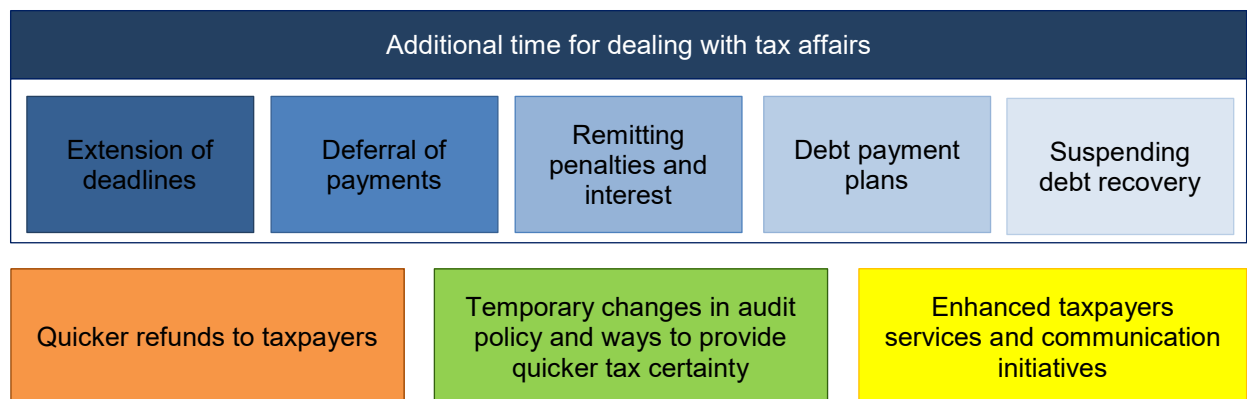 Additional time for dealing with tax affairs
Extension of
deadlines
Deferral of
payments
Remitting
penalties and
interest
Debt payment
plans
Suspending
debt recovery
Quicker refunds to taxpayers
Temporary changes in audit
policy and ways to provide
quicker tax certainty
Enhanced taxpayers
services and communication
initiatives